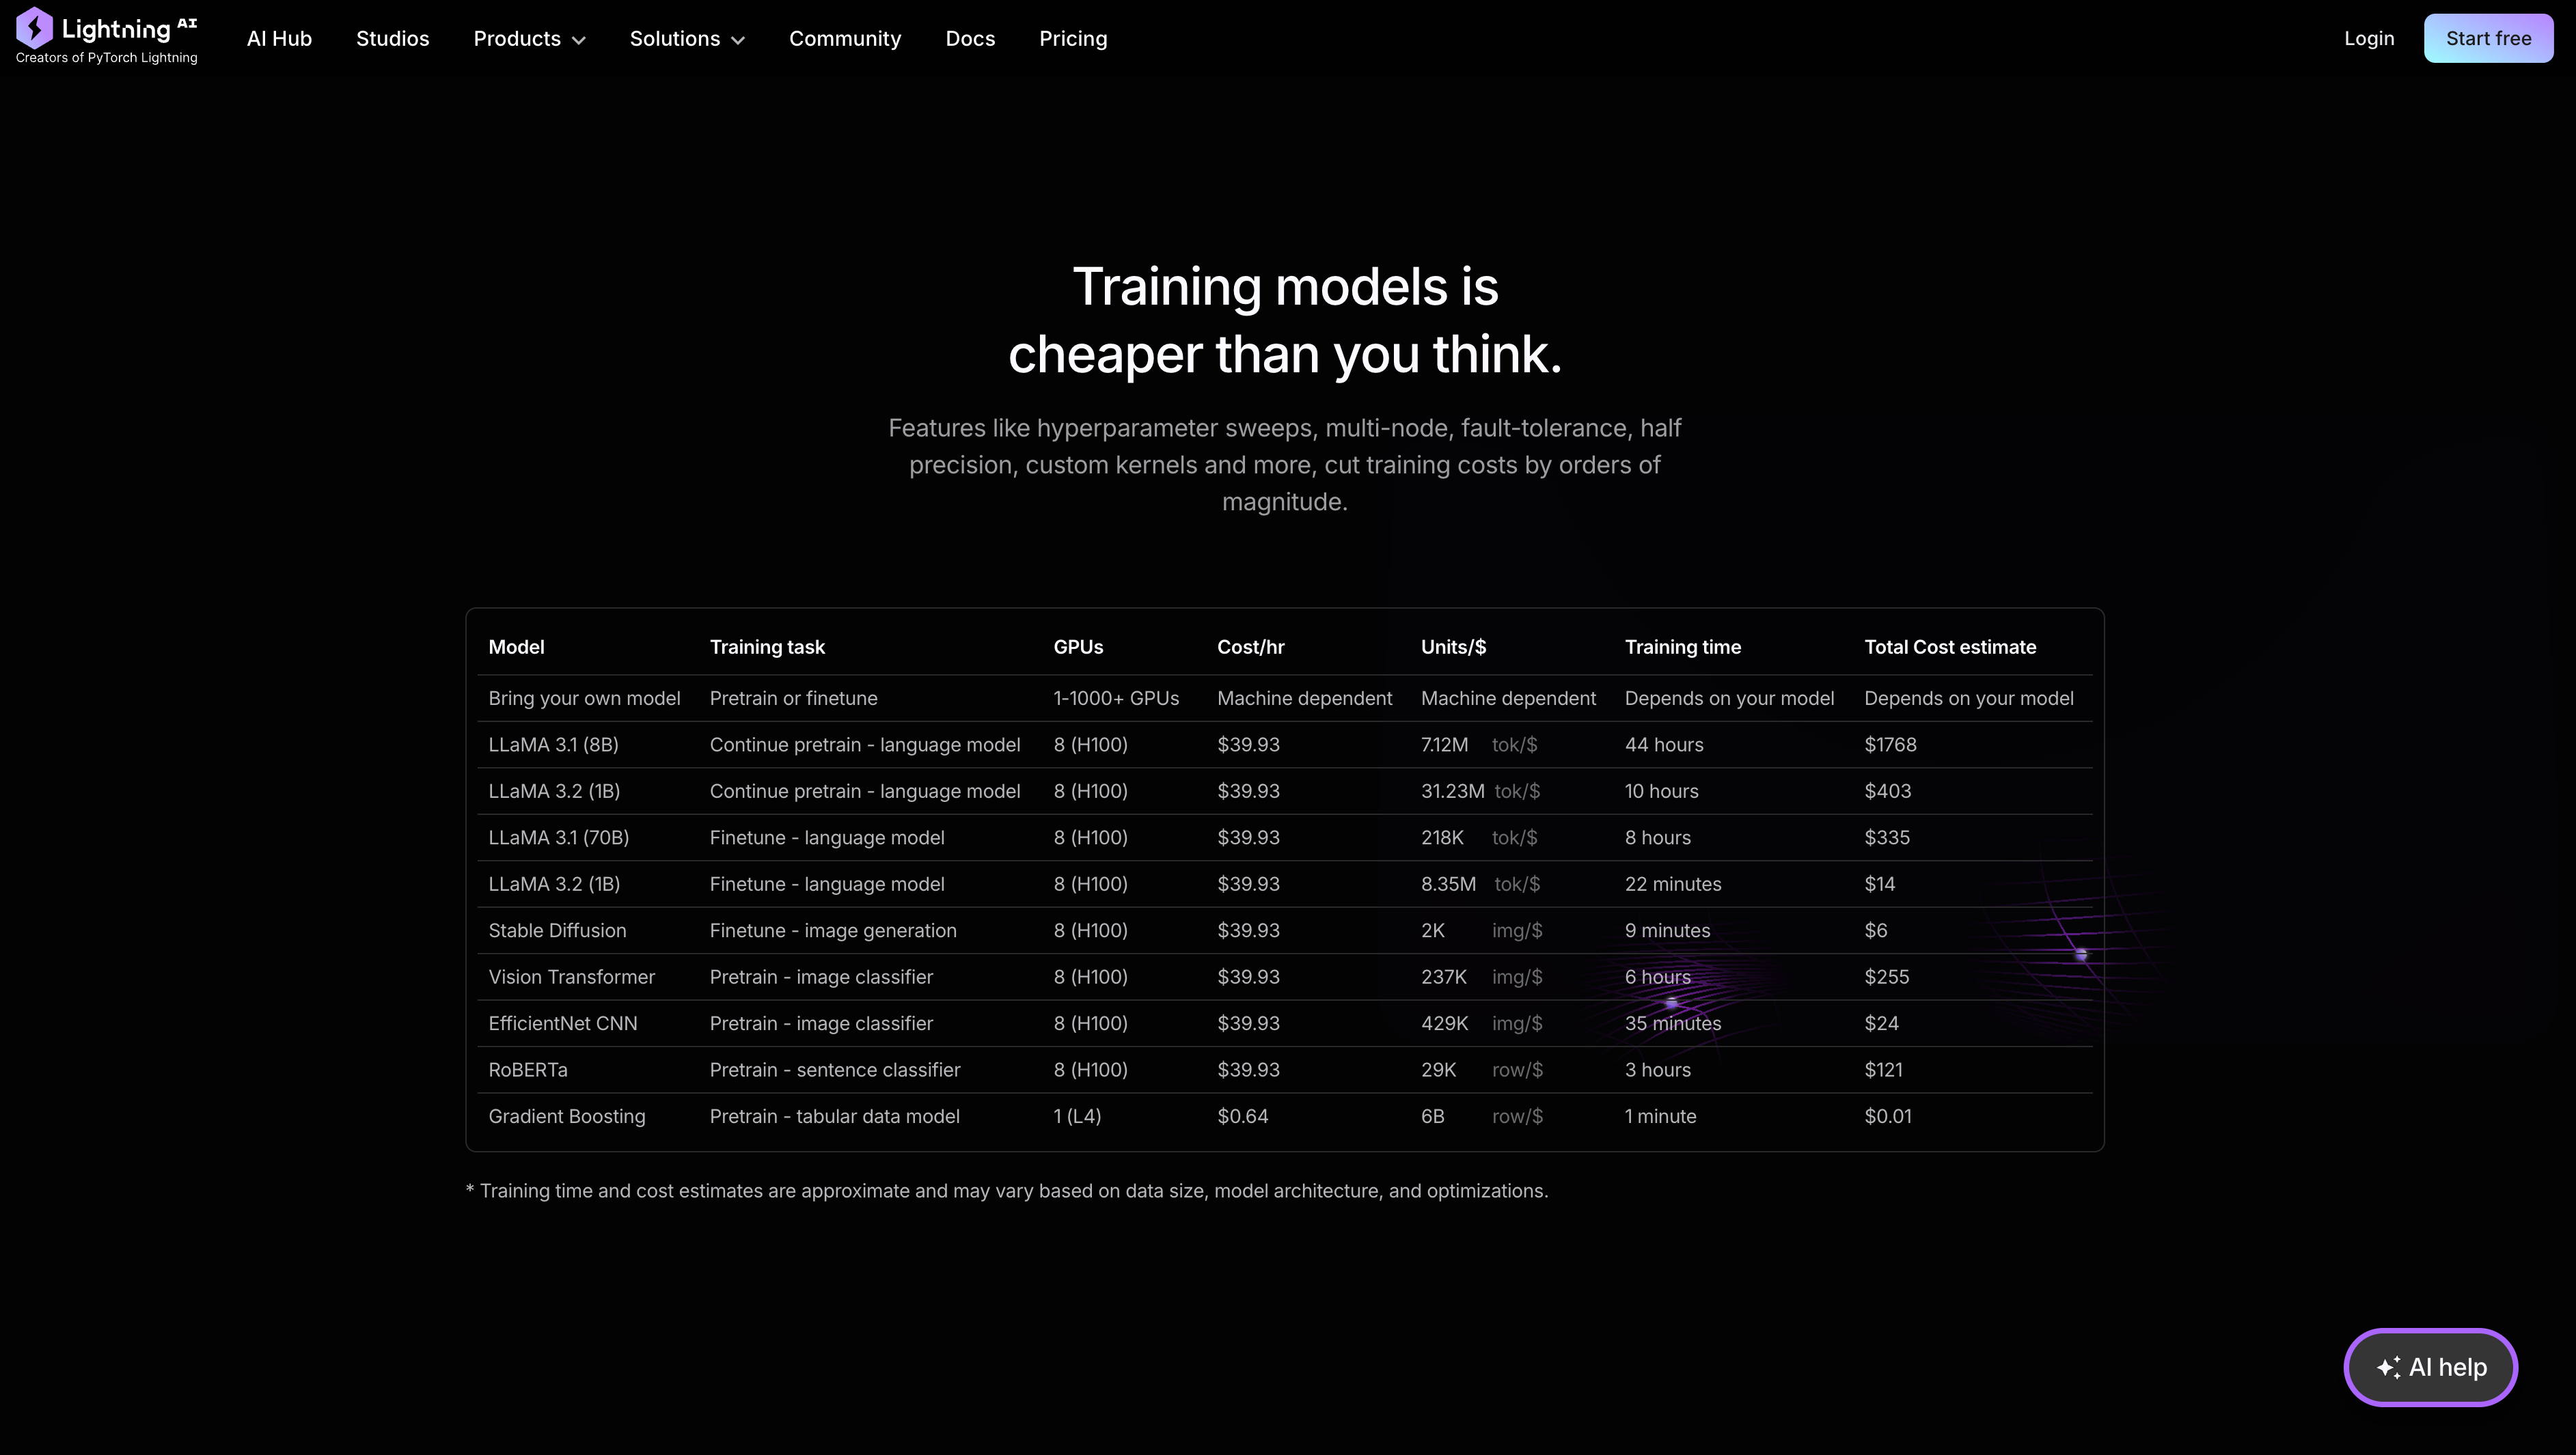 Lightning AI
Creators of PyTorch Lightning
AI Hub Studios Products Solutions Community Docs Pricing Login Start free
Training models is
cheaper than you think.
Features like hyperparameter sweeps, multi-node, fault-tolerance, half
precision, custom kernels and more, cut training costs by orders of
magnitude.
Model Training task GPUs Cost/hr Units/$ Training time Total Cost estimate
Bring your own model Pretrain or finetune 1-1000+ GPUs Machine dependent Machine dependent Depends on your model Depends on your model
LLaMA 3.1 (8B) Continue pretrain - language model 8 (H100) $39.93 7.12M tok/$ 44 hours $1768
LLaMA 3.2 (1B) Continue pretrain - language model 8 (H100) $39.93 31.23M tok/$ 10 hours $403
LLaMA 3.1 (70B) Finetune - language model 8 (H100) $39.93 218K tok/$ 8 hours $335
LLaMA 3.2 (1B) Finetune - language model 8 (H100) $39.93 8.35M tok/$ 22 minutes $14
Stable Diffusion Finetune - image generation 8 (H100) $39.93 2K img/$ 9 minutes $6
Vision Transformer Pretrain - image classifier 8 (H100) $39.93 237K img/$ 6 hours $255
EfficientNet CNN Pretrain - image classifier 8 (H100) $39.93 429K img/$ 35 minutes $24
RoBERTa Pretrain - sentence classifier 8 (H100) $39.93 29K row/$ 3 hours $121
Gradient Boosting Pretrain - tabular data model 1 (L4) $0.64 6B row/$ 1 minute $0.01
* Training time and cost estimates are approximate and may vary based on data size, model architecture, and optimizations.
AI help